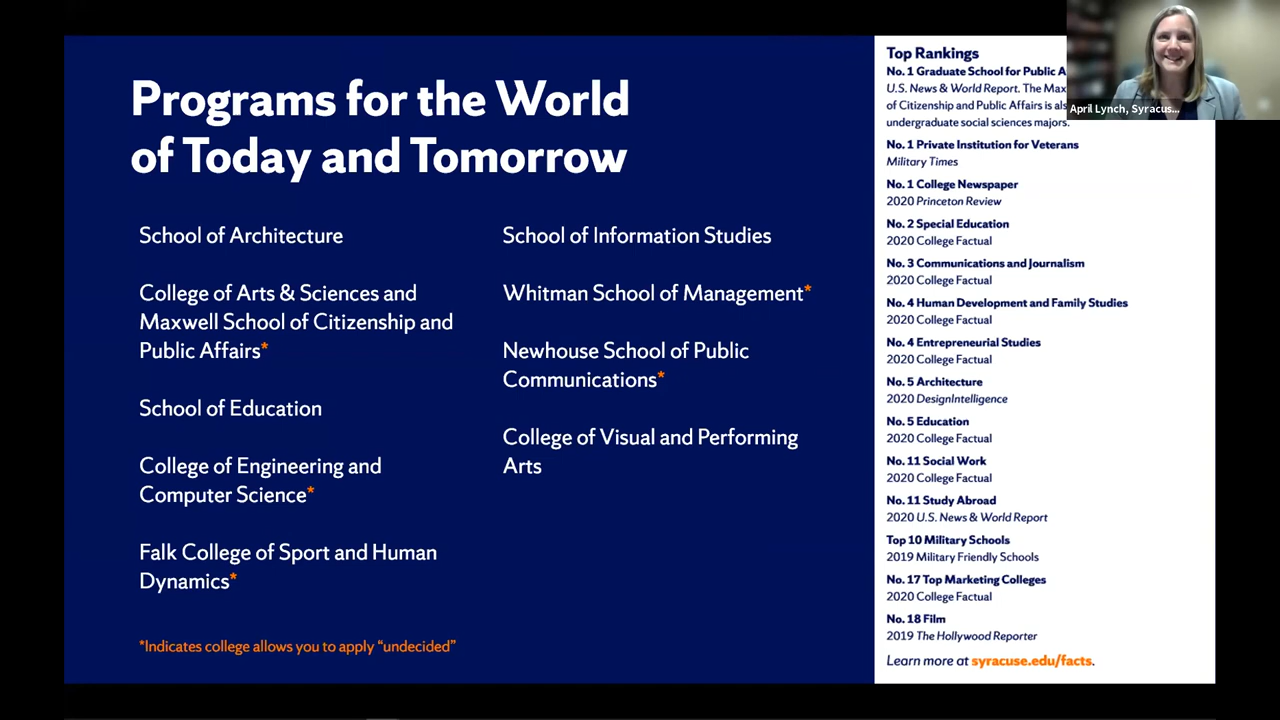 Programs for the World
of Today and Tomorrow
School of Architecture
College of Arts & Sciences and
Maxwell School of Citizenship and
Public Affairs*
School of Education
College of Engineering and
Computer Science*
Falk College of Sport and Human
Dynamics*
School of Information Studies
Whitman School of Management*
Newhouse School of Public
Communications*
College of Visual and Performing
Arts
*Indicates college allows you to apply “undecided”
Top Rankings
No. 1 Graduate School for Public A
U.S. News & World Report. The Max
of Citizenship and Public Affairs is als
undergraduate social sciences majors.
No. 1 Private Institution for Veterans
Military Times
No. 1 College Newspaper
2020 Princeton Review
No. 2 Special Education
2020 College Factual
No. 3 Communications and Journalism
2020 College Factual
No. 4 Human Development and Family Studies
2020 College Factual
No. 4 Entrepreneurial Studies
2020 College Factual
No. 5 Architecture
2020 DesignIntelligence
No. 5 Education
2020 College Factual
No. 11 Social Work
2020 College Factual
No. 11 Study Abroad
2020 U.S. News & World Report
Top 10 Military Schools
2019 Military Friendly Schools
No. 17 Top Marketing Colleges
2020 College Factual
No. 18 Film
2019 The Hollywood Reporter
Learn more at syracuse.edu/facts.
April Lynch, Syracus...